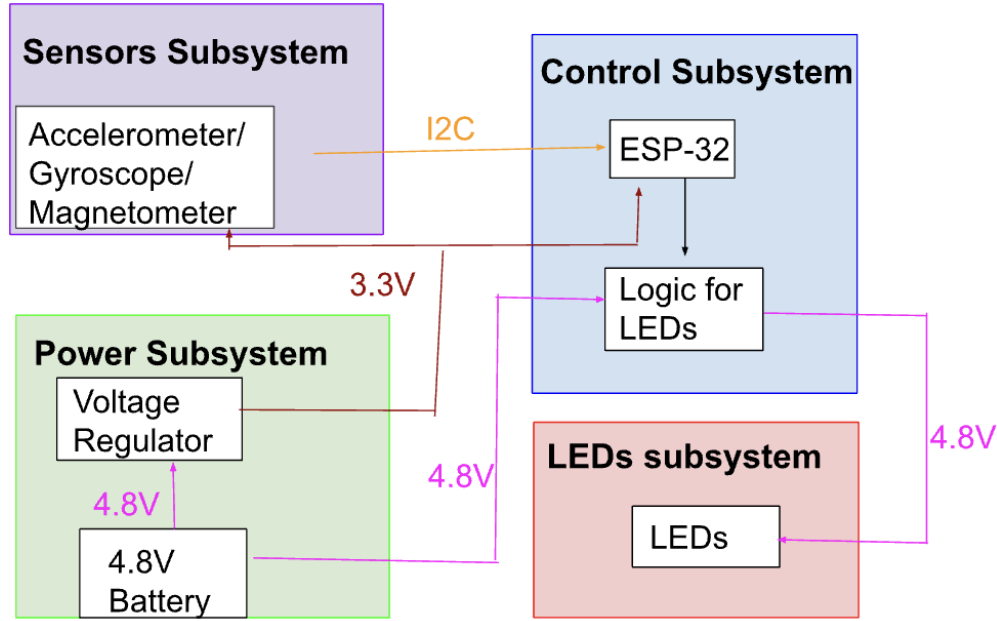 Sensors Subsystem
Accelerometer/
Gyroscope/
Magnetometer
I2C
Control Subsystem
ESP-32
Logic for
LEDs
3.3V
Power Subsystem
Voltage
Regulator
4.8V
4.8V
Battery
4.8V
4.8V
LEDs subsystem
LEDs